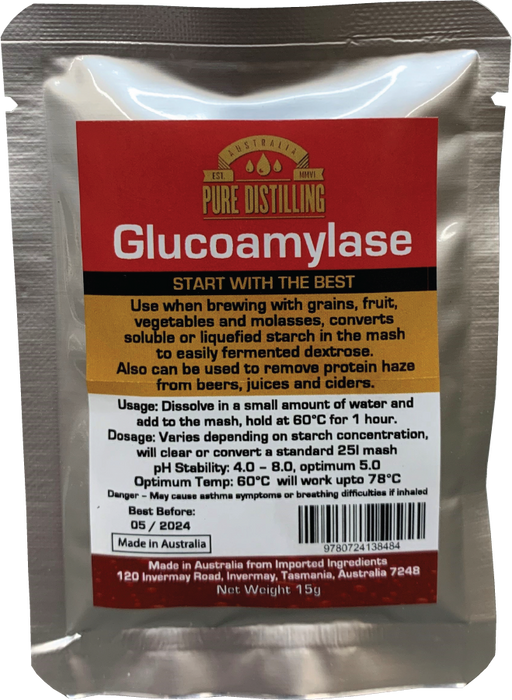 AUSTRALIA
EST. MMVI.
PURE DISTILLING
Glucoamylase
START WITH THE BEST
Use when brewing with grains, fruit,
vegetables and molasses, converts
soluble or liquefied starch in the mash
to easily fermented dextrose.
Also can be used to remove protein haze
from beers, juices and ciders.
Usage: Dissolve in a small amount of water and
add to the mash, hold at 60°C for 1 hour.
Dosage: Varies depending on starch concentration,
will clear or convert a standard 25l mash
pH Stability: 4.0 – 8.0, optimum 5.0
Optimum Temp: 60°C will work upto 78°C
Danger – May cause asthma symptoms or breathing difficulties if inhaled
Best Before:
05 / 2024
Made in Australia
9780724138484
Made in Australia from Imported Ingredients
120 Invermay Road, Invermay, Tasmania, Australia 7248
Net Weight 15g